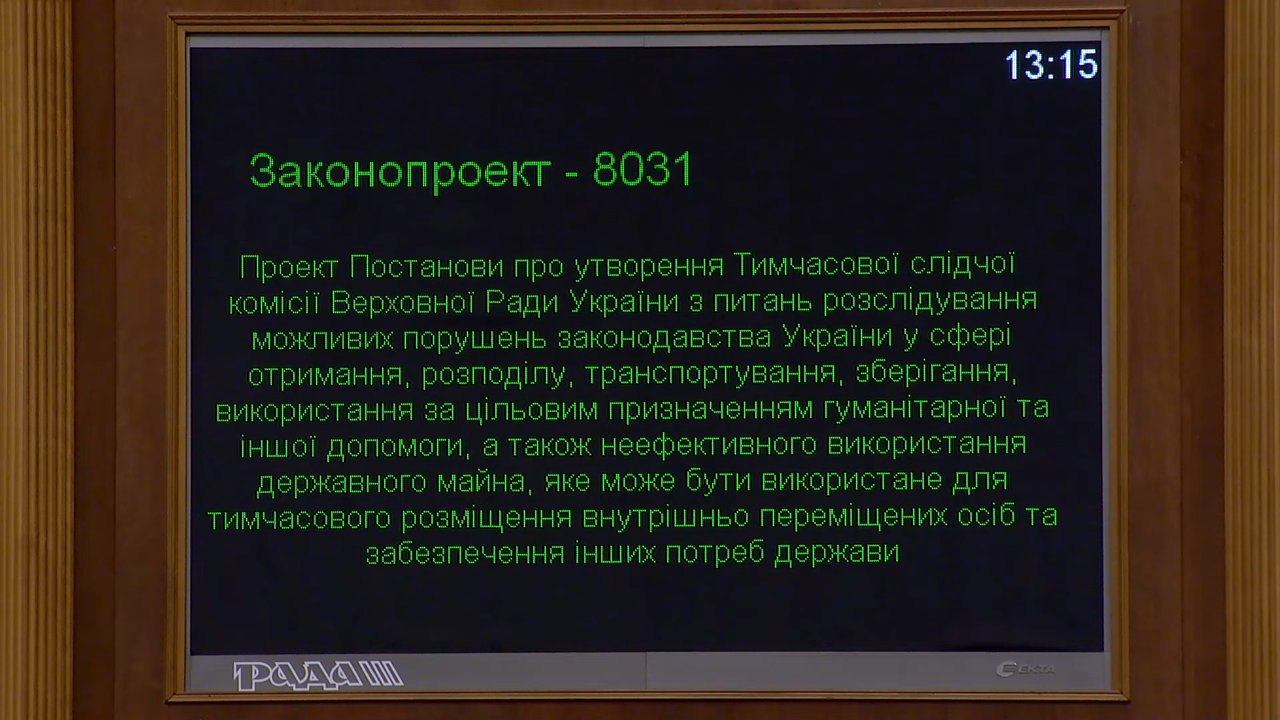 13:15
Законопроект - 8031
Проект Постанови про утворення Тимчасової слідчої
комісії Верховної Ради України з питань розслідування
можливих порушень законодавства України у сфері
отримання, розподілу, транспортування, зберігання,
використання за цільовим призначенням гуманітарної та
іншої допомоги, а також неефективного використання
державного майна, яке може бути використане для
тимчасового розміщення внутрішньо переміщених осіб та
забезпечення інших потреб держави
РАДА III
ЕКТА